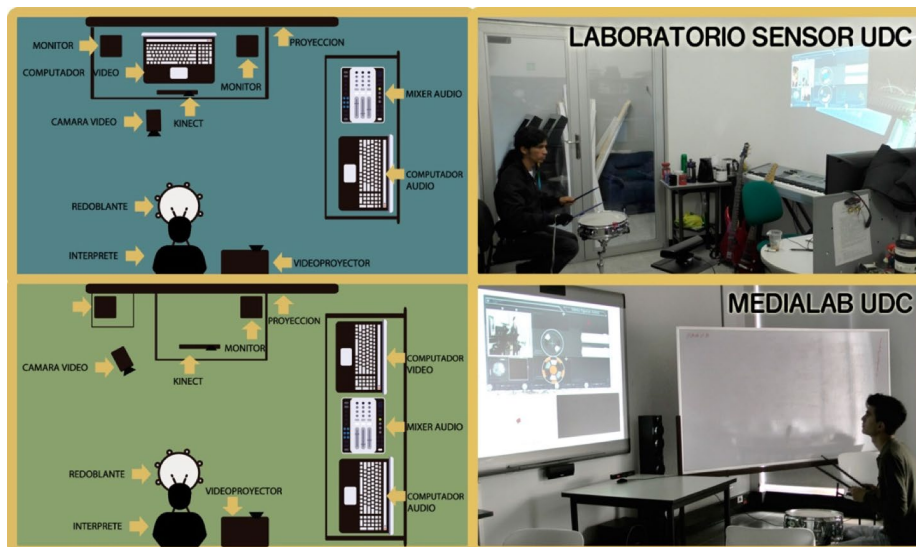 MONITOR
COMPUTADOR VIDEO
PROYECCION
MONITOR
KINECT
CAMARA VIDEO
MIXER AUDIO
COMPUTADOR
AUDIO
REDOBLANTE
INTERPRETE
VIDEOPROYECTOR
LABORATORIO SENSOR UDC
PROYECCION
MONITOR
CAMARA VIDEO
KINECT
COMPUTADOR
VIDEO
MIXER AUDIO
REDOBLANTE
VIDEOPROYECTOR
INTERPRETE
COMPUTADOR
AUDIO
MEDIALAB UDC